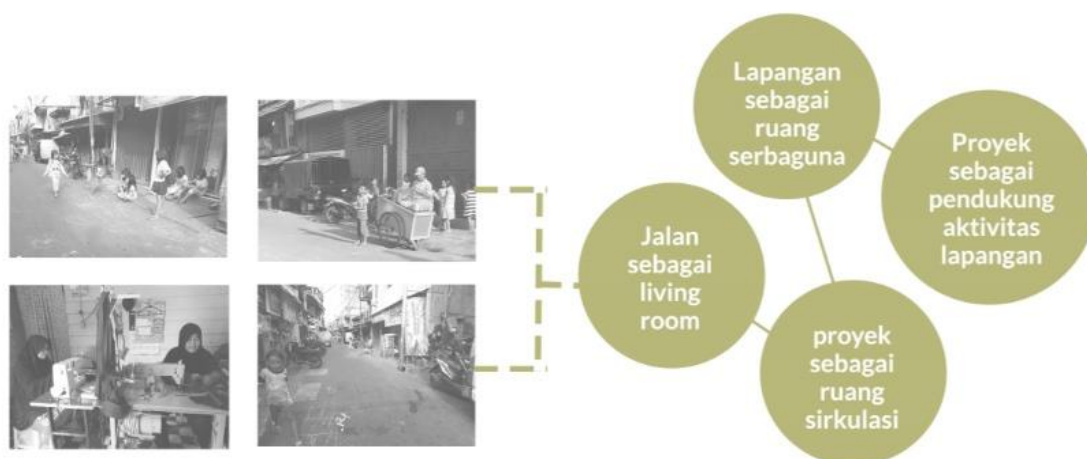 Lapangan
sebagai
ruang
serbaguna
Proyek
sebagai
pendukung
aktivitas
lapangan
Jalan
sebagai
living
room
proyek
sebagai
ruang
sirkulasi